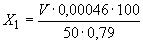 X₁ = V · 0,00046 · 100 / 50 · 0,79